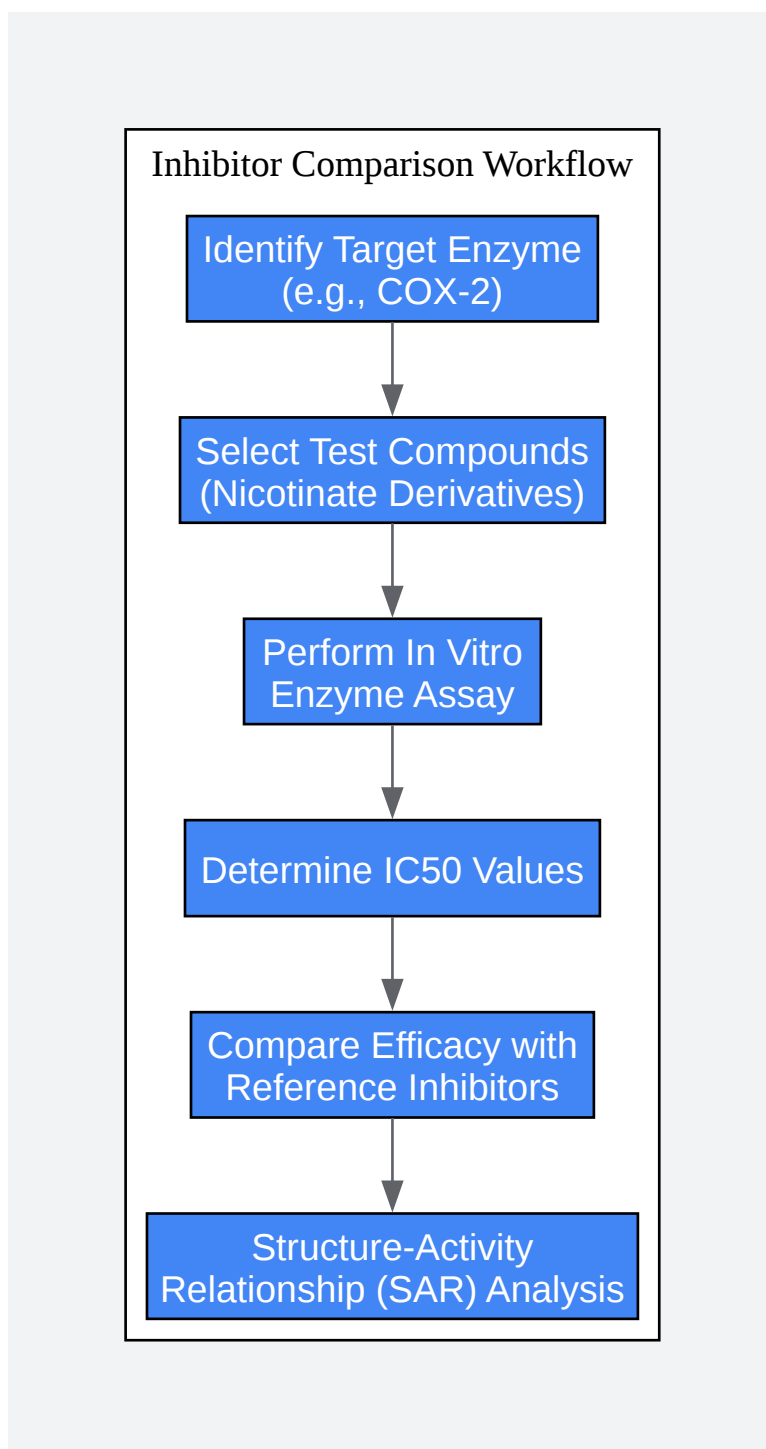 Inhibitor Comparison Workflow
Identify Target Enzyme
(e.g., COX-2)
Select Test Compounds
(Nicotinate Derivatives)
Perform In Vitro
Enzyme Assay
Determine IC50 Values
Compare Efficacy with
Reference Inhibitors
Structure-Activity
Relationship (SAR) Analysis